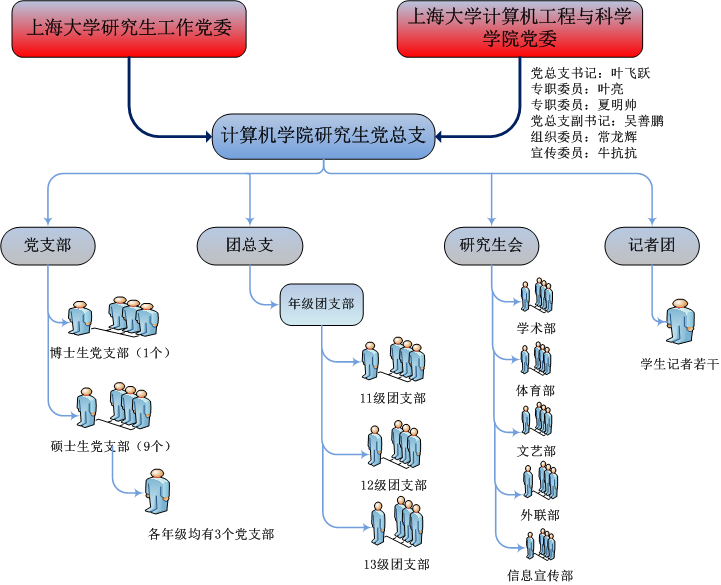 上海大学研究生工作党委
上海大学计算机工程与科学
学院党委
党总支书记：叶飞跃
专职委员：叶亮
专职委员：夏明帅
党总支副书记：吴善鹏
组织委员：常龙辉
宣传委员：牛抗抗
计算机学院研究生党总支
党支部
团总支
研究生会
记者团
博士生党支部（1个）
硕士生党支部（9个）
各年级均有3个党支部
年级团支部
11级团支部
12级团支部
13级团支部
学术部
体育部
文艺部
外联部
信息宣传部
学生记者若干